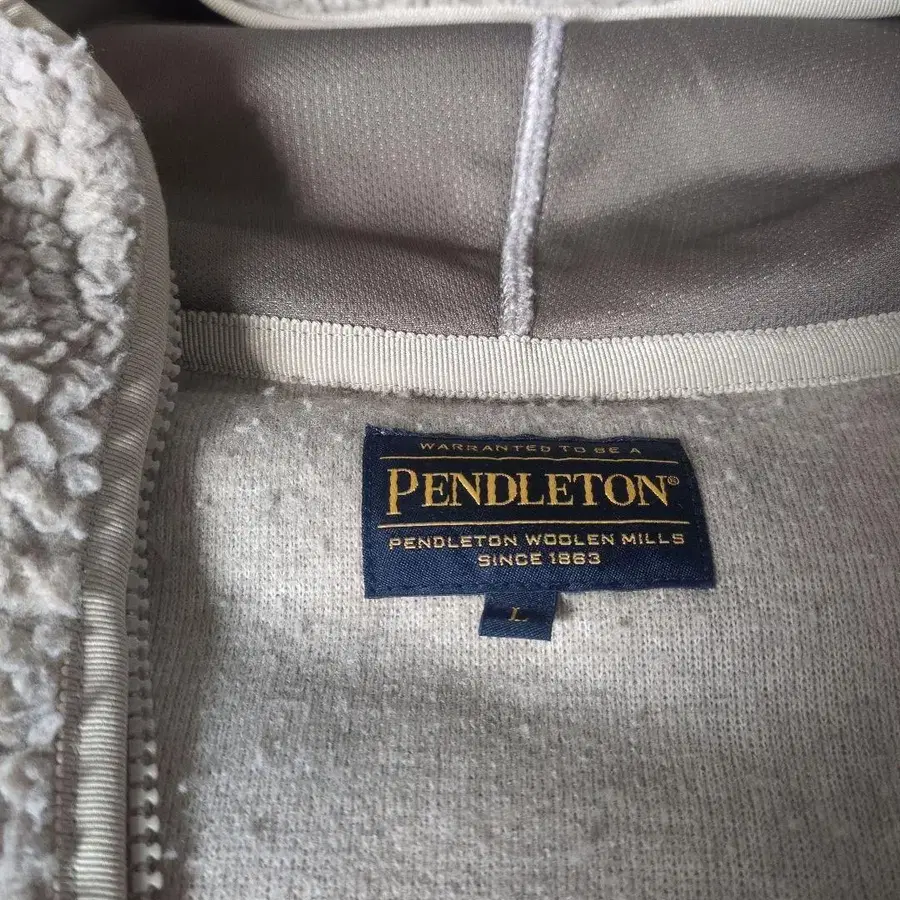 WARRANTED TO BE A
PENDLETON®
PENDLETON WOOLEN MILLS
SINCE 1863
L